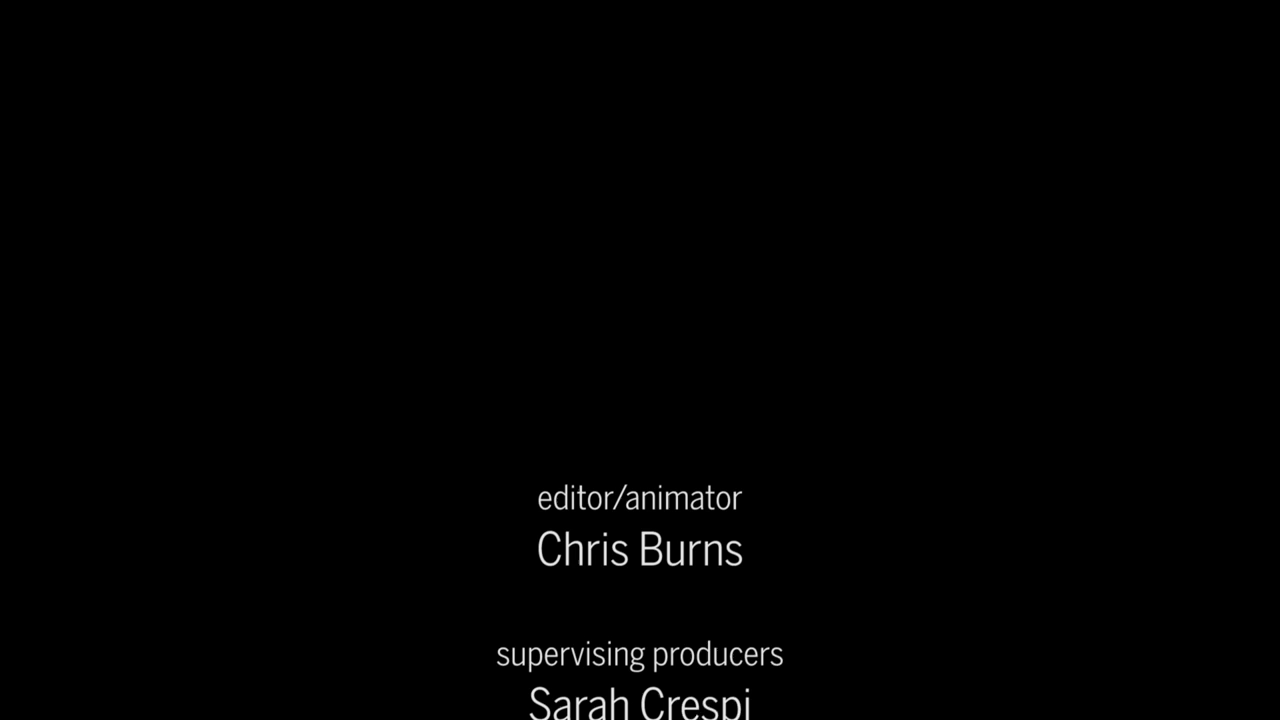 editor/animator
Chris Burns
supervising producers
Sarah Crespi